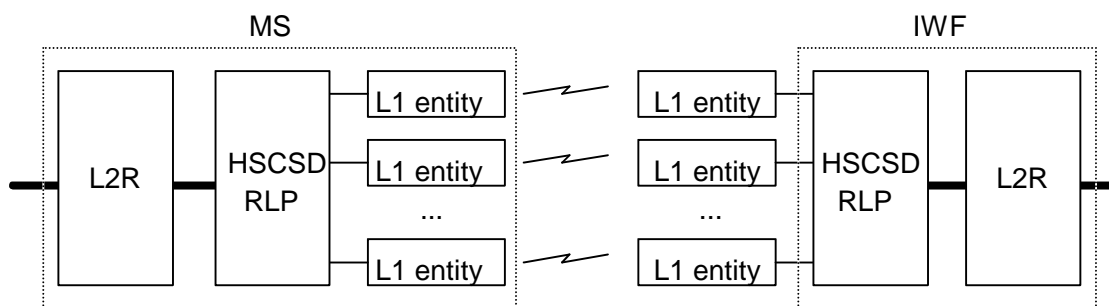 MS
IWF
L1 entity
L1 entity
L1 entity
L1 entity
L2R
HSCSD
RLP
HSCSD
RLP
L2R
...
...
L1 entity
L1 entity